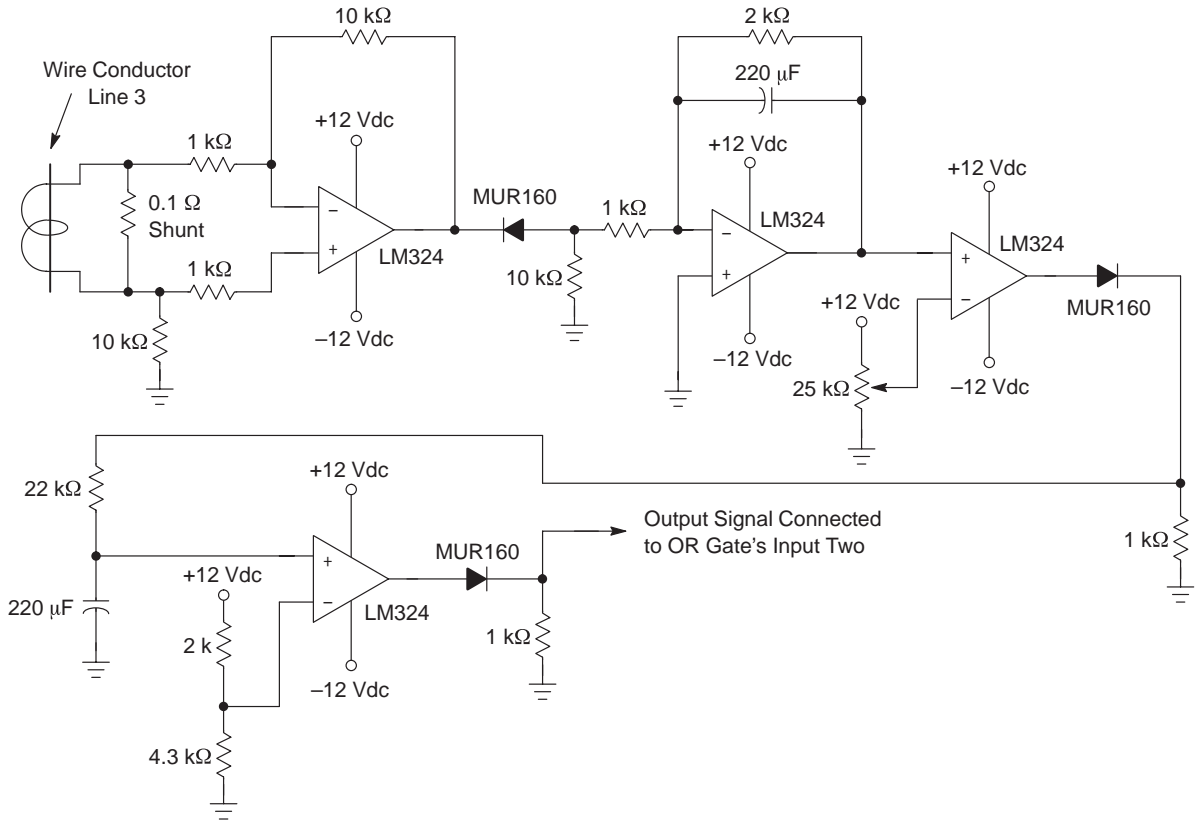 10 kΩ
2 kΩ
Wire Conductor
Line 3
220 μF
+12 Vdc
1 kΩ
+12 Vdc
+12 Vdc
MUR160
0.1 Ω
Shunt
−
+
LM324
1 kΩ
−
+
LM324
+
−
LM324
1 kΩ
10 kΩ
MUR160
+12 Vdc
10 kΩ
−12 Vdc
−12 Vdc
25 kΩ
−12 Vdc
22 kΩ
+12 Vdc
Output Signal Connected
to OR Gate's Input Two
1 kΩ
MUR160
+
−
+12 Vdc
220 μF
LM324
2 k
1 kΩ
−12 Vdc
4.3 kΩ